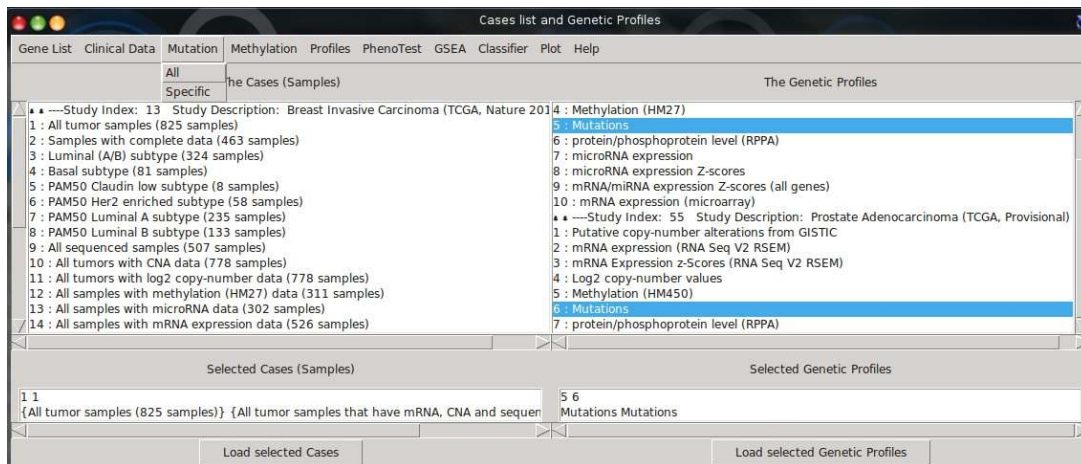 Cases list and Genetic Profiles
Gene List Clinical Data Mutation Methylation Profiles PhenoTest GSEA Classifier Plot Help
All
Specific
he Cases (Samples)
----Study Index: 13 Study Description: Breast Invasive Carcinoma (TCGA, Nature 201
1 : All tumor samples (825 samples)
2 : Samples with complete data (463 samples)
3 : Luminal (A/B) subtype (324 samples)
4 : Basal subtype (81 samples)
5 : PAM50 Claudin low subtype (8 samples)
6 : PAM50 Her2 enriched subtype (58 samples)
7 : PAM50 Luminal A subtype (235 samples)
8 : PAM50 Luminal B subtype (133 samples)
9 : All sequenced samples (507 samples)
10 : All tumors with CNA data (778 samples)
11 : All tumors with log2 copy-number data (778 samples)
12 : All samples with methylation (HM27) data (311 samples)
13 : All samples with microRNA data (302 samples)
14 : All samples with mRNA expression data (526 samples)
The Genetic Profiles
4 : Methylation (HM27)
5 : Mutations
6 : protein/phosphoprotein level (RPPA)
7 : microRNA expression
8 : microRNA expression Z-scores
9 : mRNA/miRNA expression Z-scores (all genes)
10 : mRNA expression (microarray)
----Study Index: 55 Study Description: Prostate Adenocarcinoma (TCGA, Provisional)
1 : Putative copy-number alterations from GISTIC
2 : mRNA expression (RNA Seq V2 RSEM)
3 : mRNA Expression z-Scores (RNA Seq V2 RSEM)
4 : Log2 copy-number values
5 : Methylation (HM450)
6 : Mutations
7 : protein/phosphoprotein level (RPPA)
Selected Cases (Samples)
1 1
{All tumor samples (825 samples)} {All tumor samples that have mRNA, CNA and sequen
Load selected Cases
Selected Genetic Profiles
5 6
Mutations Mutations
Load selected Genetic Profiles